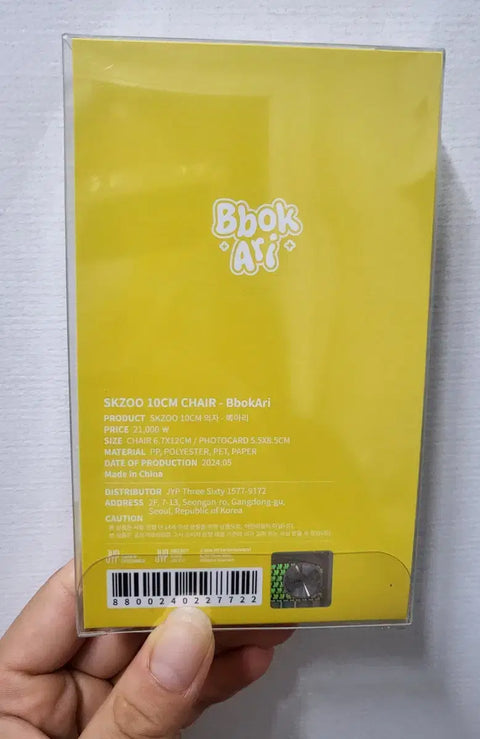 Bbok
Ari
SKZOO 10CM CHAIR - BbokAri
PRODUCT SKZOO 10CM 의자 - 뽁아리
PRICE 21,000 ₩
SIZE CHAIR 6.7X12CM / PHOTOCARD 5.5X8.5CM
MATERIAL PP, POLYESTER, PET, PAPER
DATE OF PRODUCTION 2024.05
Made in China
DISTRIBUTOR JYP Three Sixty 1577-9172
ADDRESS 2F, 7-13, Seongan-ro, Gangdong-gu,
Seoul, Republic of Korea
CAUTION
JYP JYP
8800240227722